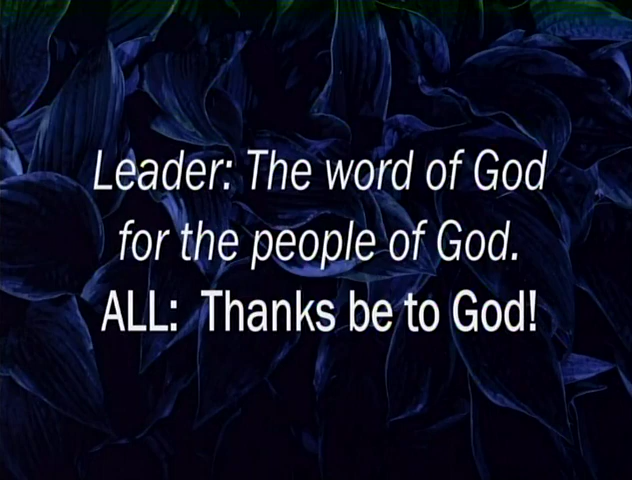 Leader: The word of God
for the people of God.
ALL: Thanks be to God!